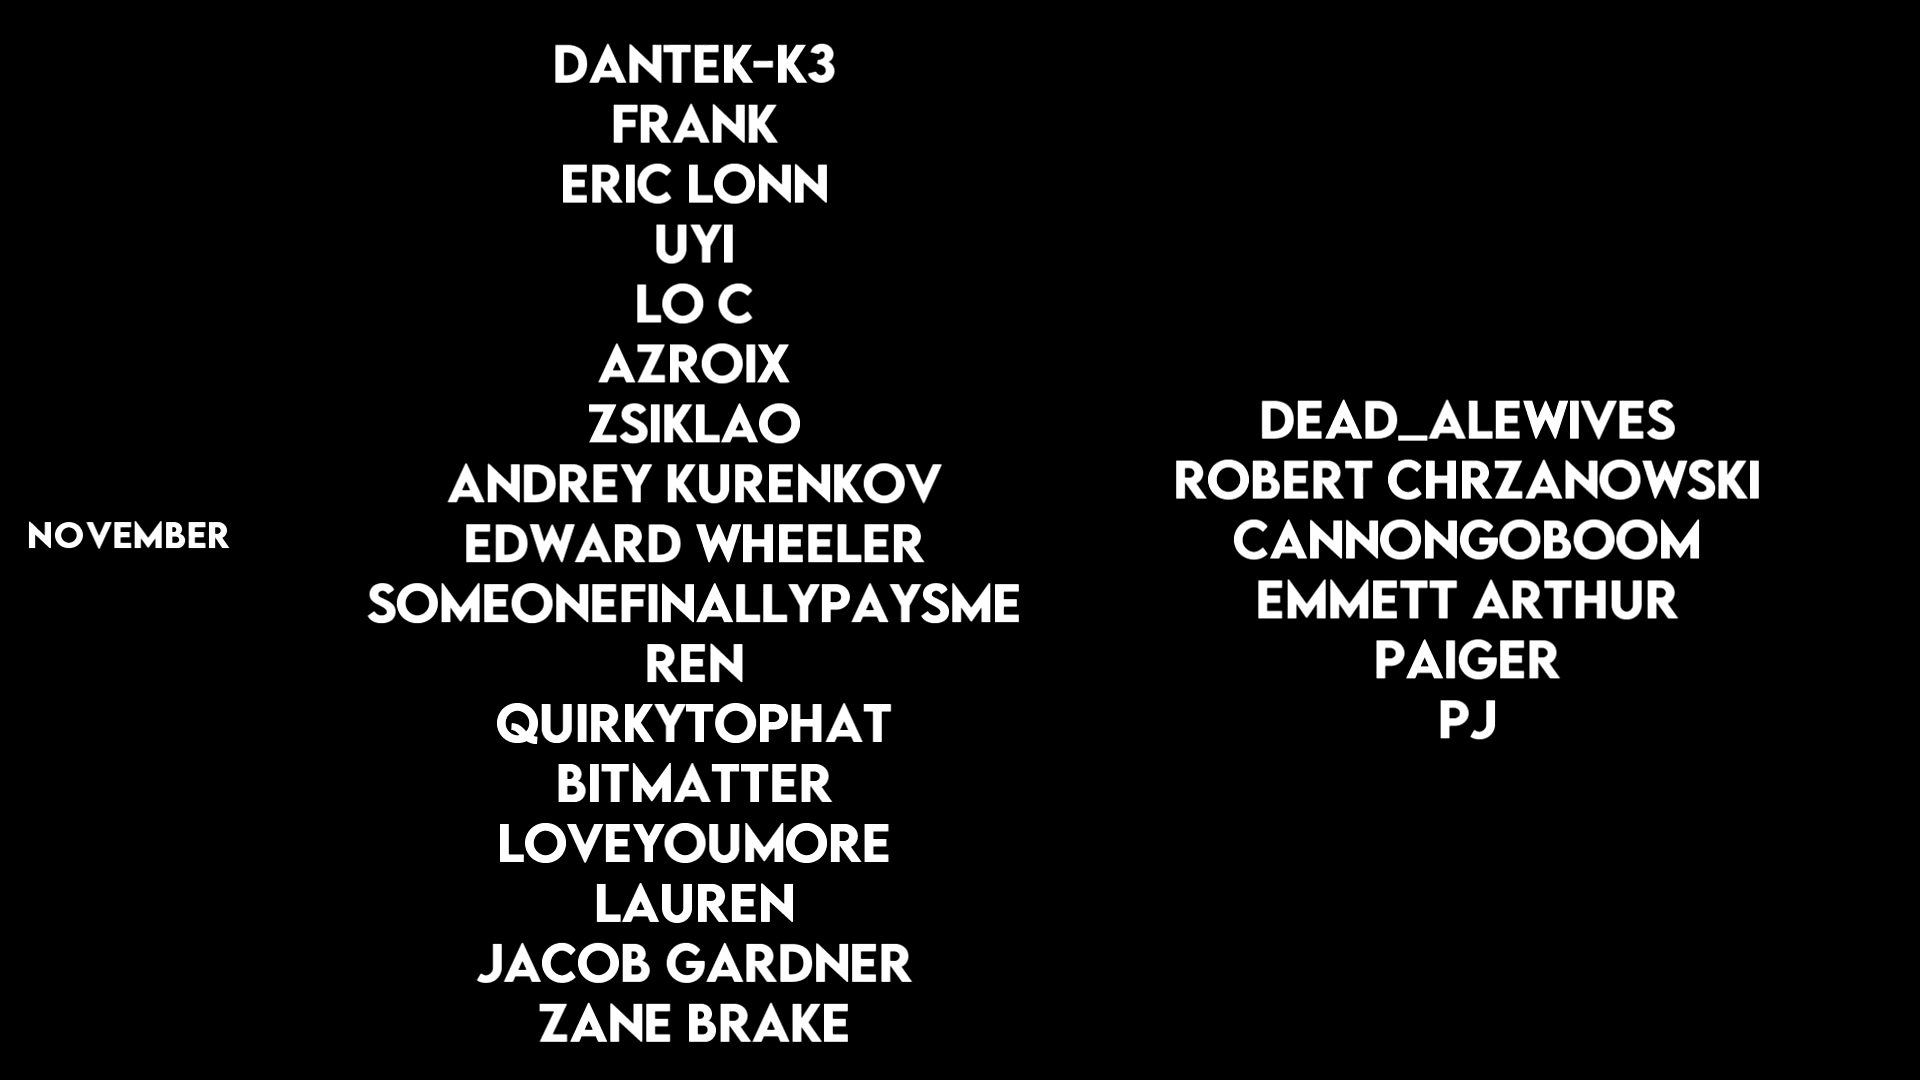 NOVEMBER
DANTEK-K3
FRANK
ERIC LONN
UYI
LO C
AZROIX
ZSIKLAO
ANDREY KURENKOV
EDWARD WHEELER
SOMEONEFINALLYPAYSME
REN
QUIRKYTOPHAT
BITMATTER
LOVEYOUMORE
LAUREN
JACOB GARDNER
ZANE BRAKE
DEAD_ALEWIVES
ROBERT CHRZANOWSKI
CANNONGOBOOM
EMMETT ARTHUR
PAIGER
PJ